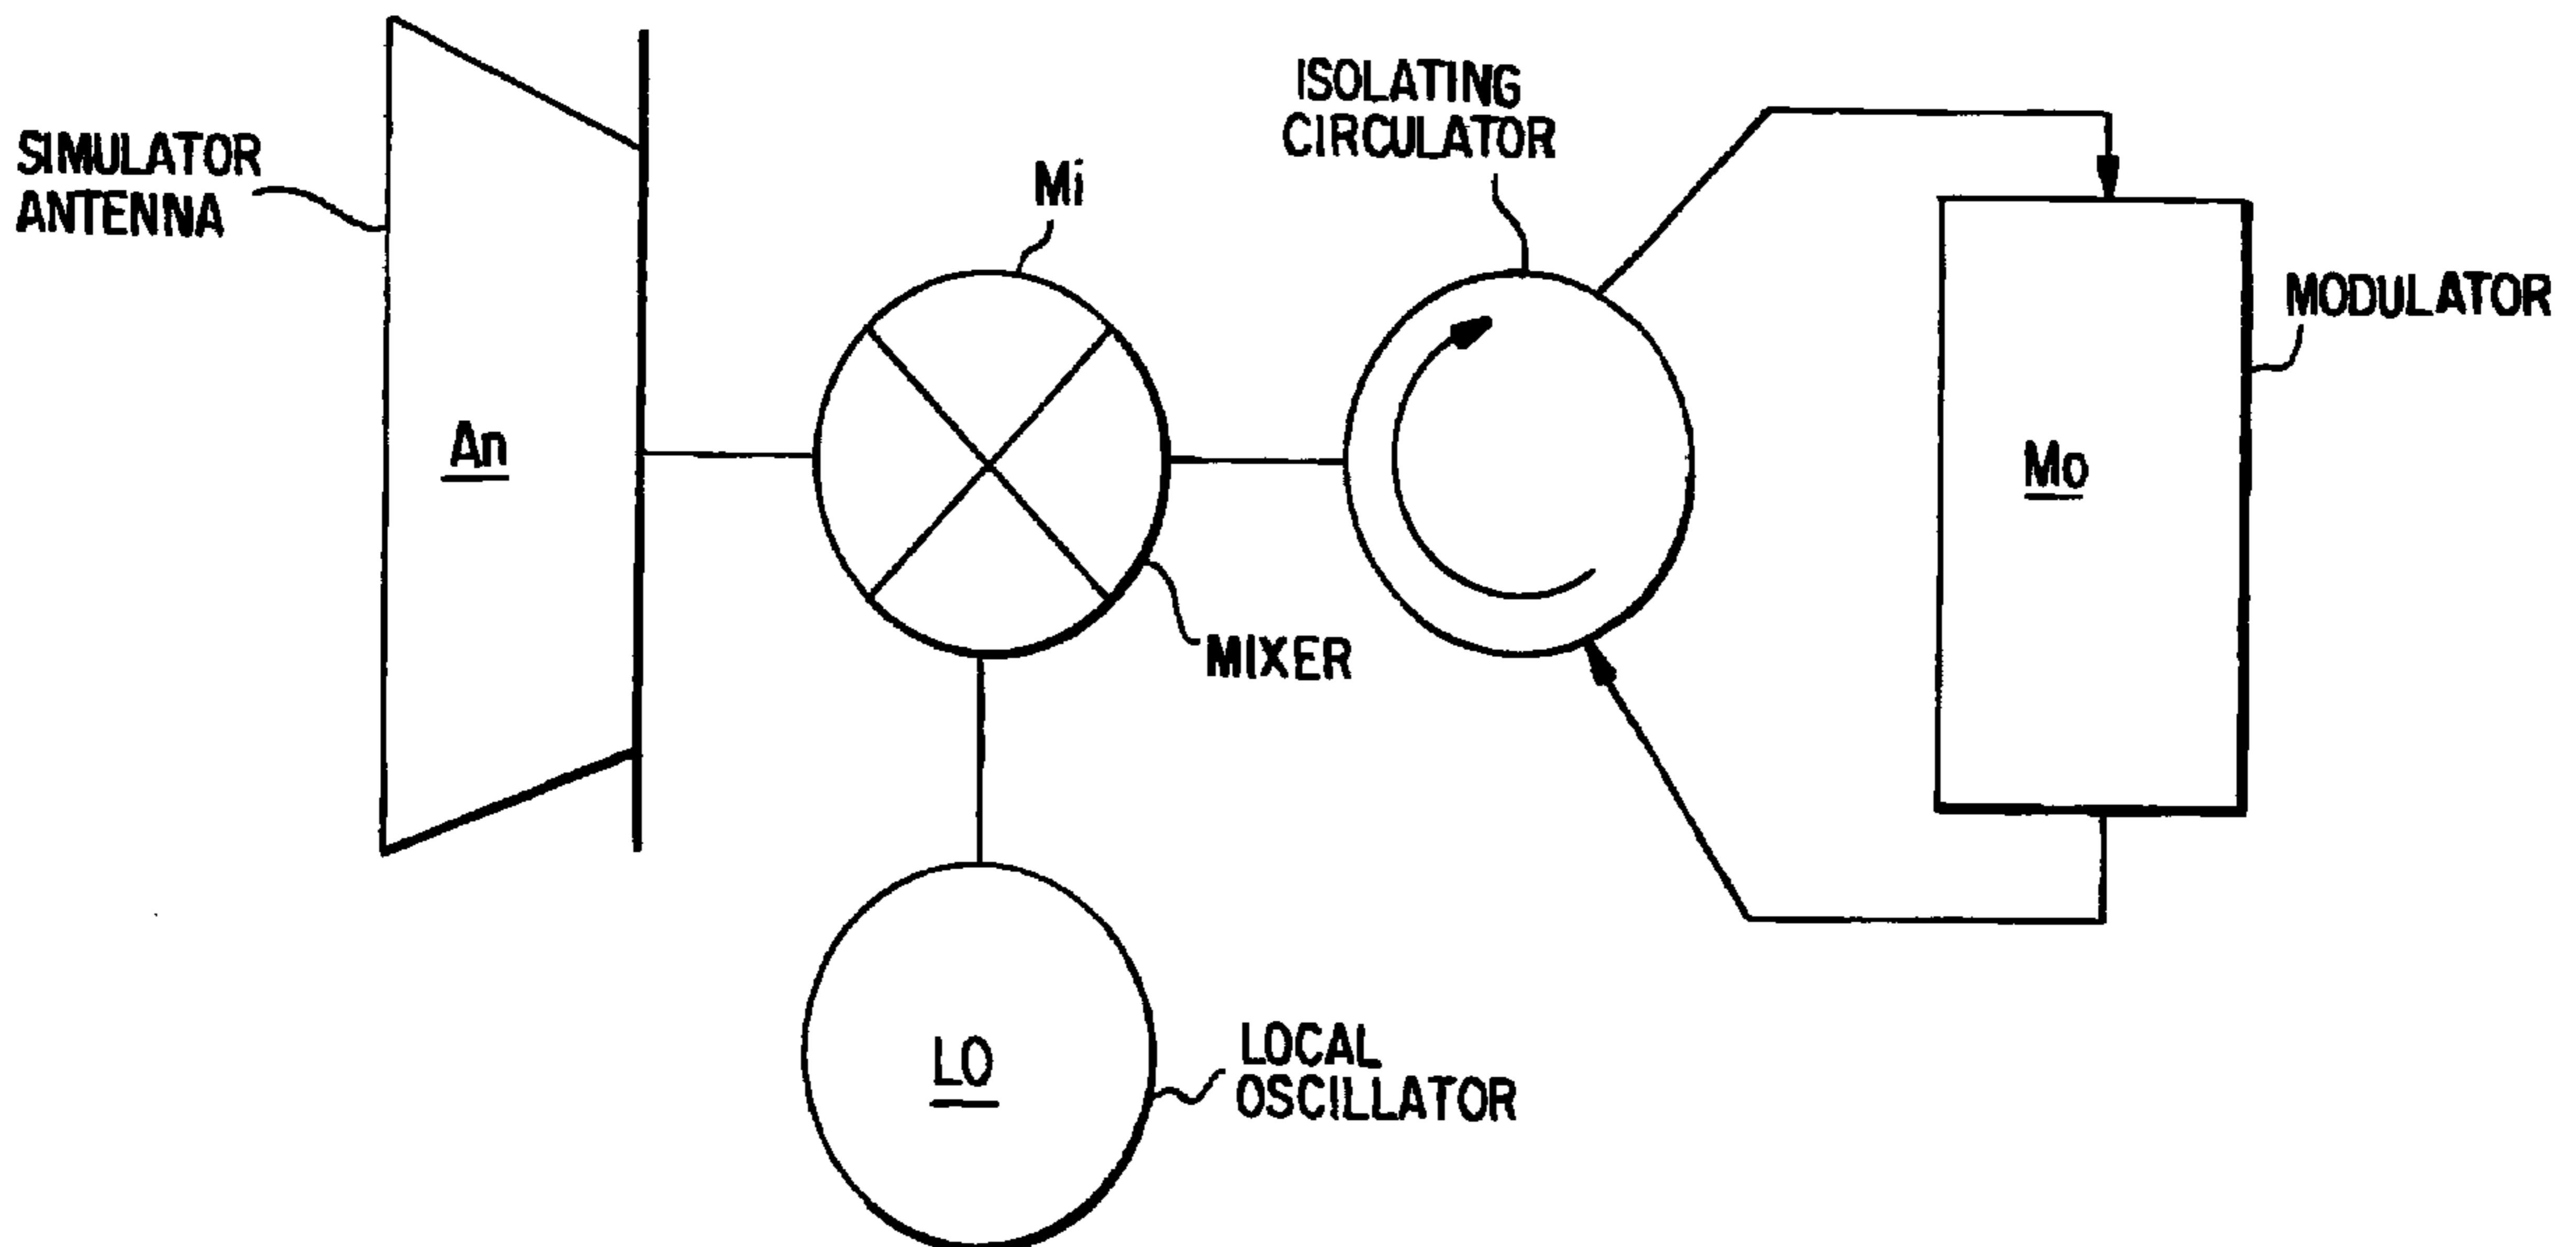 SIMULATOR
ANTENNA
An
Mi
MIXER
ISOLATING
CIRCULATOR
Mo
MODULATOR
LO
LOCAL
OSCILLATOR